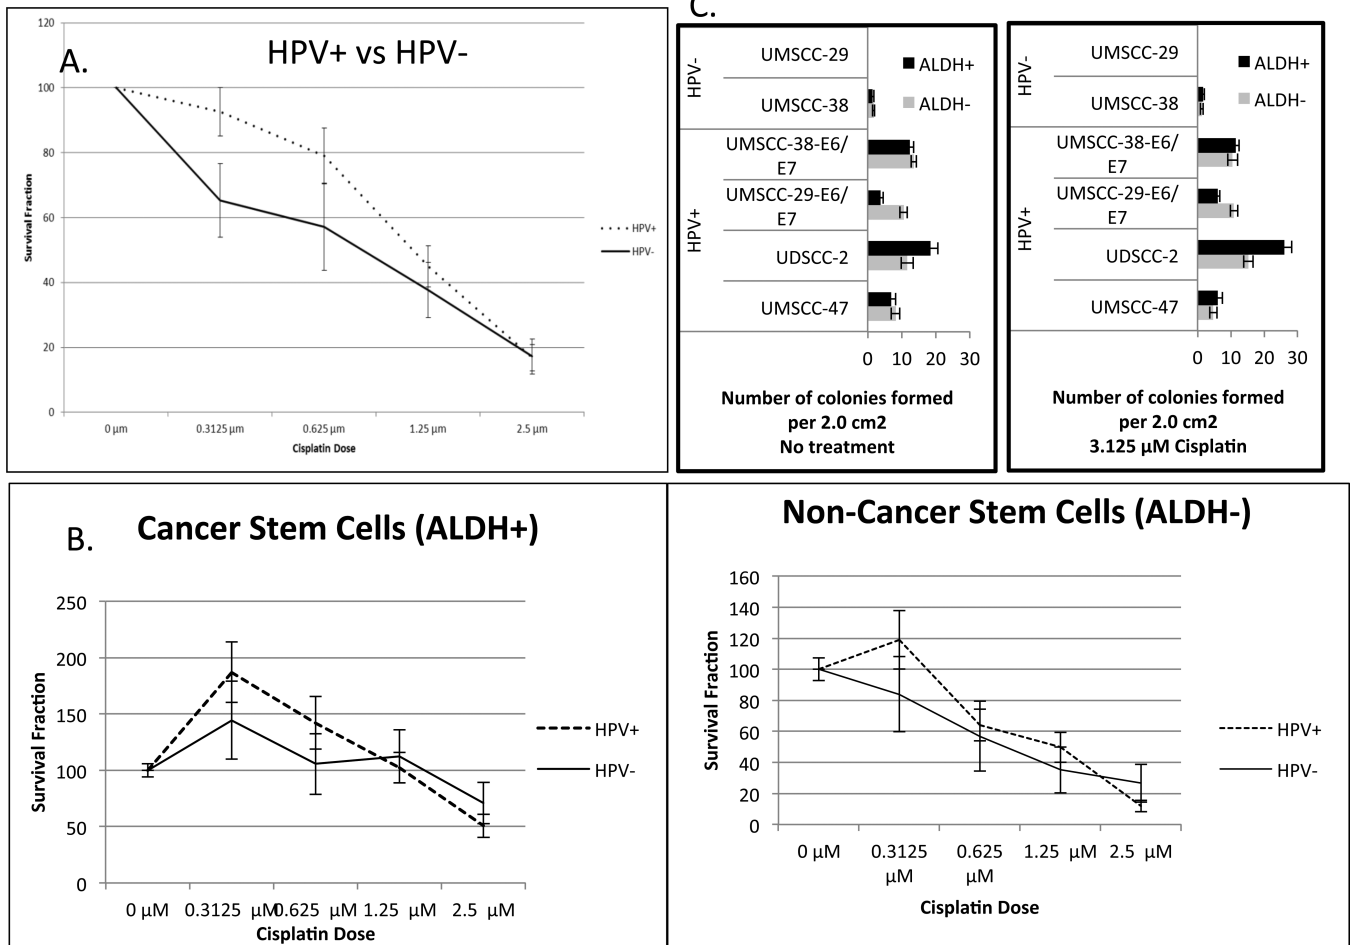 A.
HPV+ vs HPV-
120
100
80
60
40
20
0
Survival Fraction
0 μm
0.3125 μm
0.625 μm
1.25 μm
2.5 μm
Cisplatin Dose
HPV+
HPV-
C.
HPV-
HPV+
UMSCC-29
UMSCC-38
UMSCC-38-E6/
E7
UMSCC-29-E6/
E7
UDSCC-2
UMSCC-47
ALDH+
ALDH-
0 10 20 30
Number of colonies formed
per 2.0 cm2
No treatment
HPV-
HPV+
UMSCC-29
UMSCC-38
UMSCC-38-E6/
E7
UMSCC-29-E6/
E7
UDSCC-2
UMSCC-47
ALDH+
ALDH-
0 10 20 30
Number of colonies formed
per 2.0 cm2
3.125 μM Cisplatin
B.
Cancer Stem Cells (ALDH+)
250
200
150
100
50
0
Survival Fraction
0 μM 0.3125 μM 0.625 μM 1.25 μM 2.5 μM
Cisplatin Dose
HPV+
HPV-
Non-Cancer Stem Cells (ALDH-)
160
140
120
100
80
60
40
20
0
Survival Fraction
0 μM 0.3125 0.625 1.25 μM 2.5 μM
μM μM
Cisplatin Dose
HPV+
HPV-